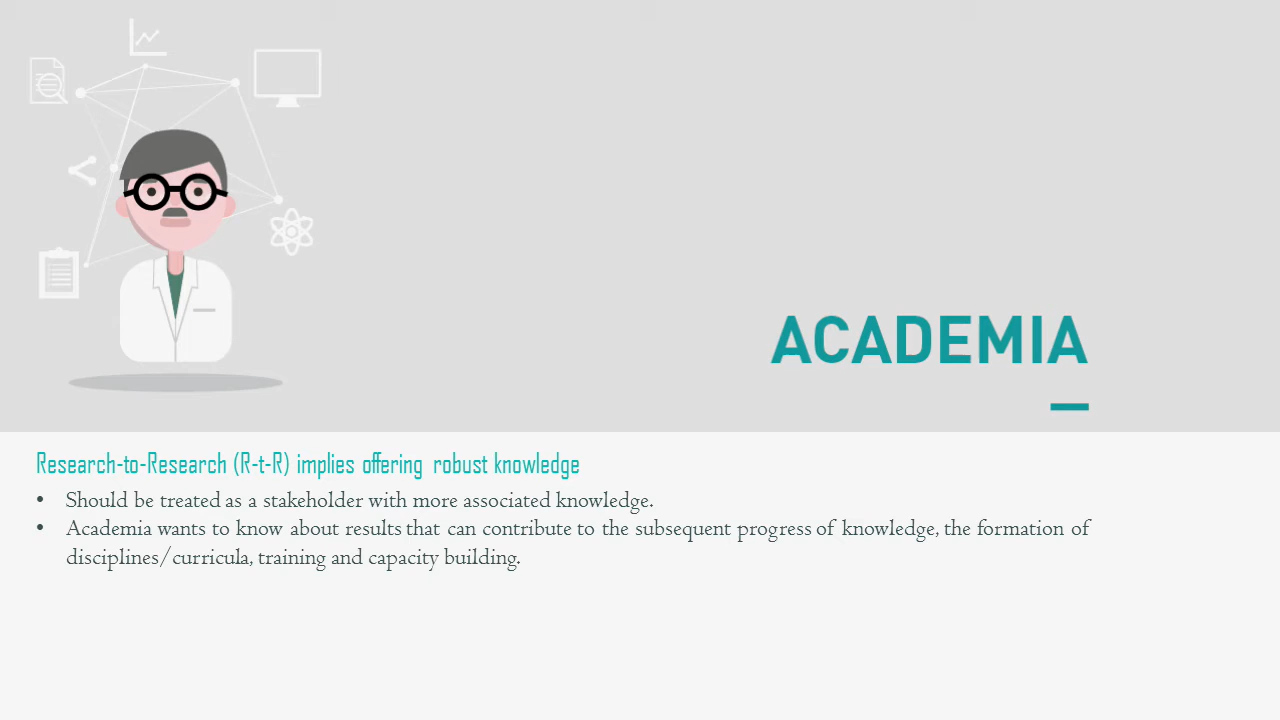 ACADEMIA
Research-to-Research (R-t-R) implies offering robust knowledge
• Should be treated as a stakeholder with more associated knowledge.
• Academia wants to know about results that can contribute to the subsequent progress of knowledge, the formation of
disciplines/curricula, training and capacity building.